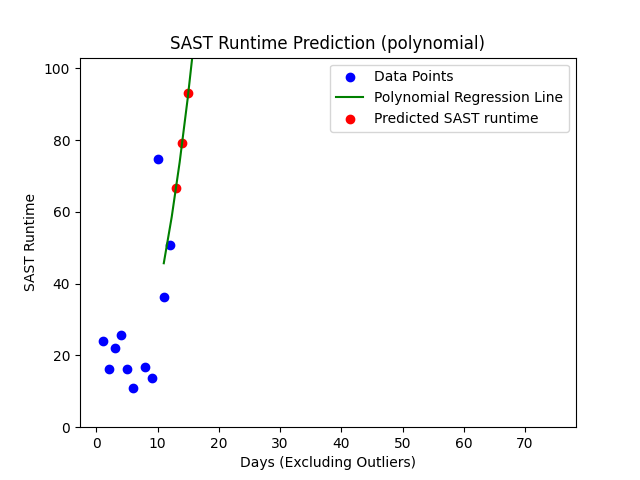 SAST Runtime Prediction (polynomial)
100
80
60
40
20
0
SAST Runtime
Data Points
Polynomial Regression Line
Predicted SAST runtime
0 10 20 30 40 50 60 70
Days (Excluding Outliers)